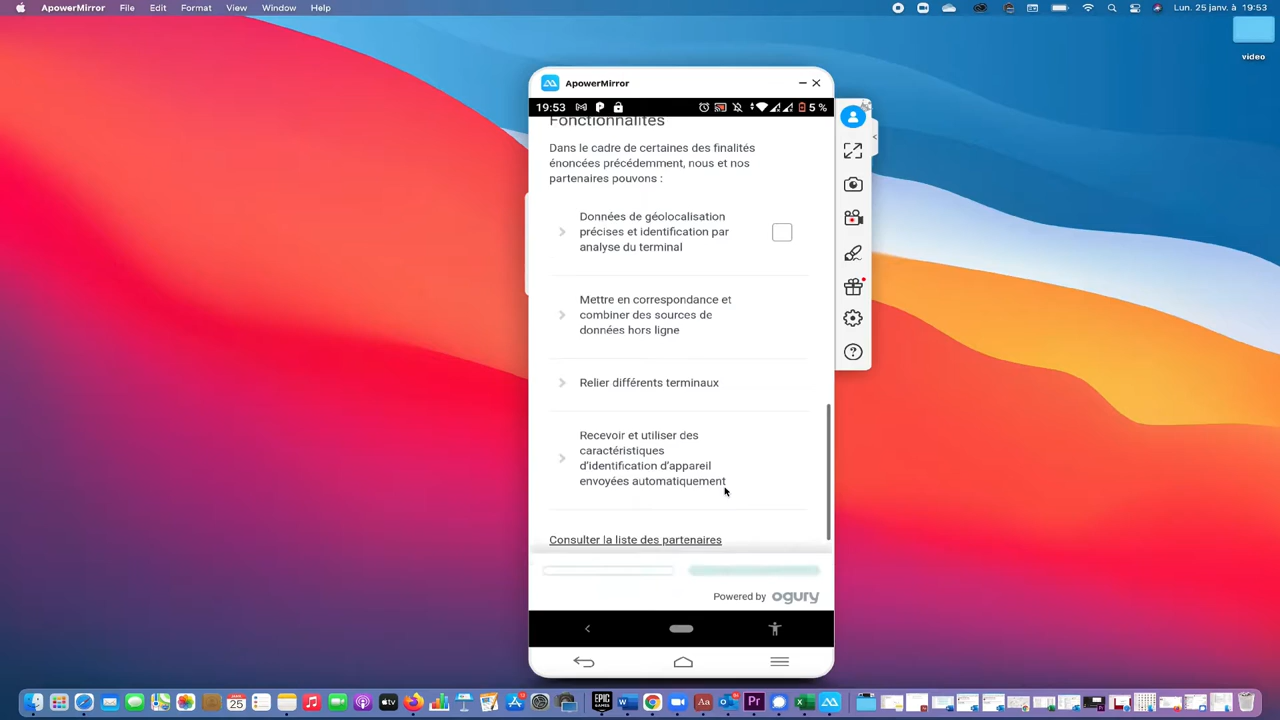 ApowerMirror File Edit View Window Help Lun. 25 janv. à 19:53
video
ApowerMirror
19:53 5 %
Fonctionnalités
Dans le cadre de certaines des finalités
énoncées précédemment, nous et nos
partenaires pouvons :
Données de géolocalisation
précises et identification par
analyse du terminal
Mettre en correspondance et
combiner des sources de
données hors ligne
Relier différents terminaux
Recevoir et utiliser des
caractéristiques
d'identification d'appareil
envoyées automatiquement
Consulter la liste des partenaires
Powered by ogury